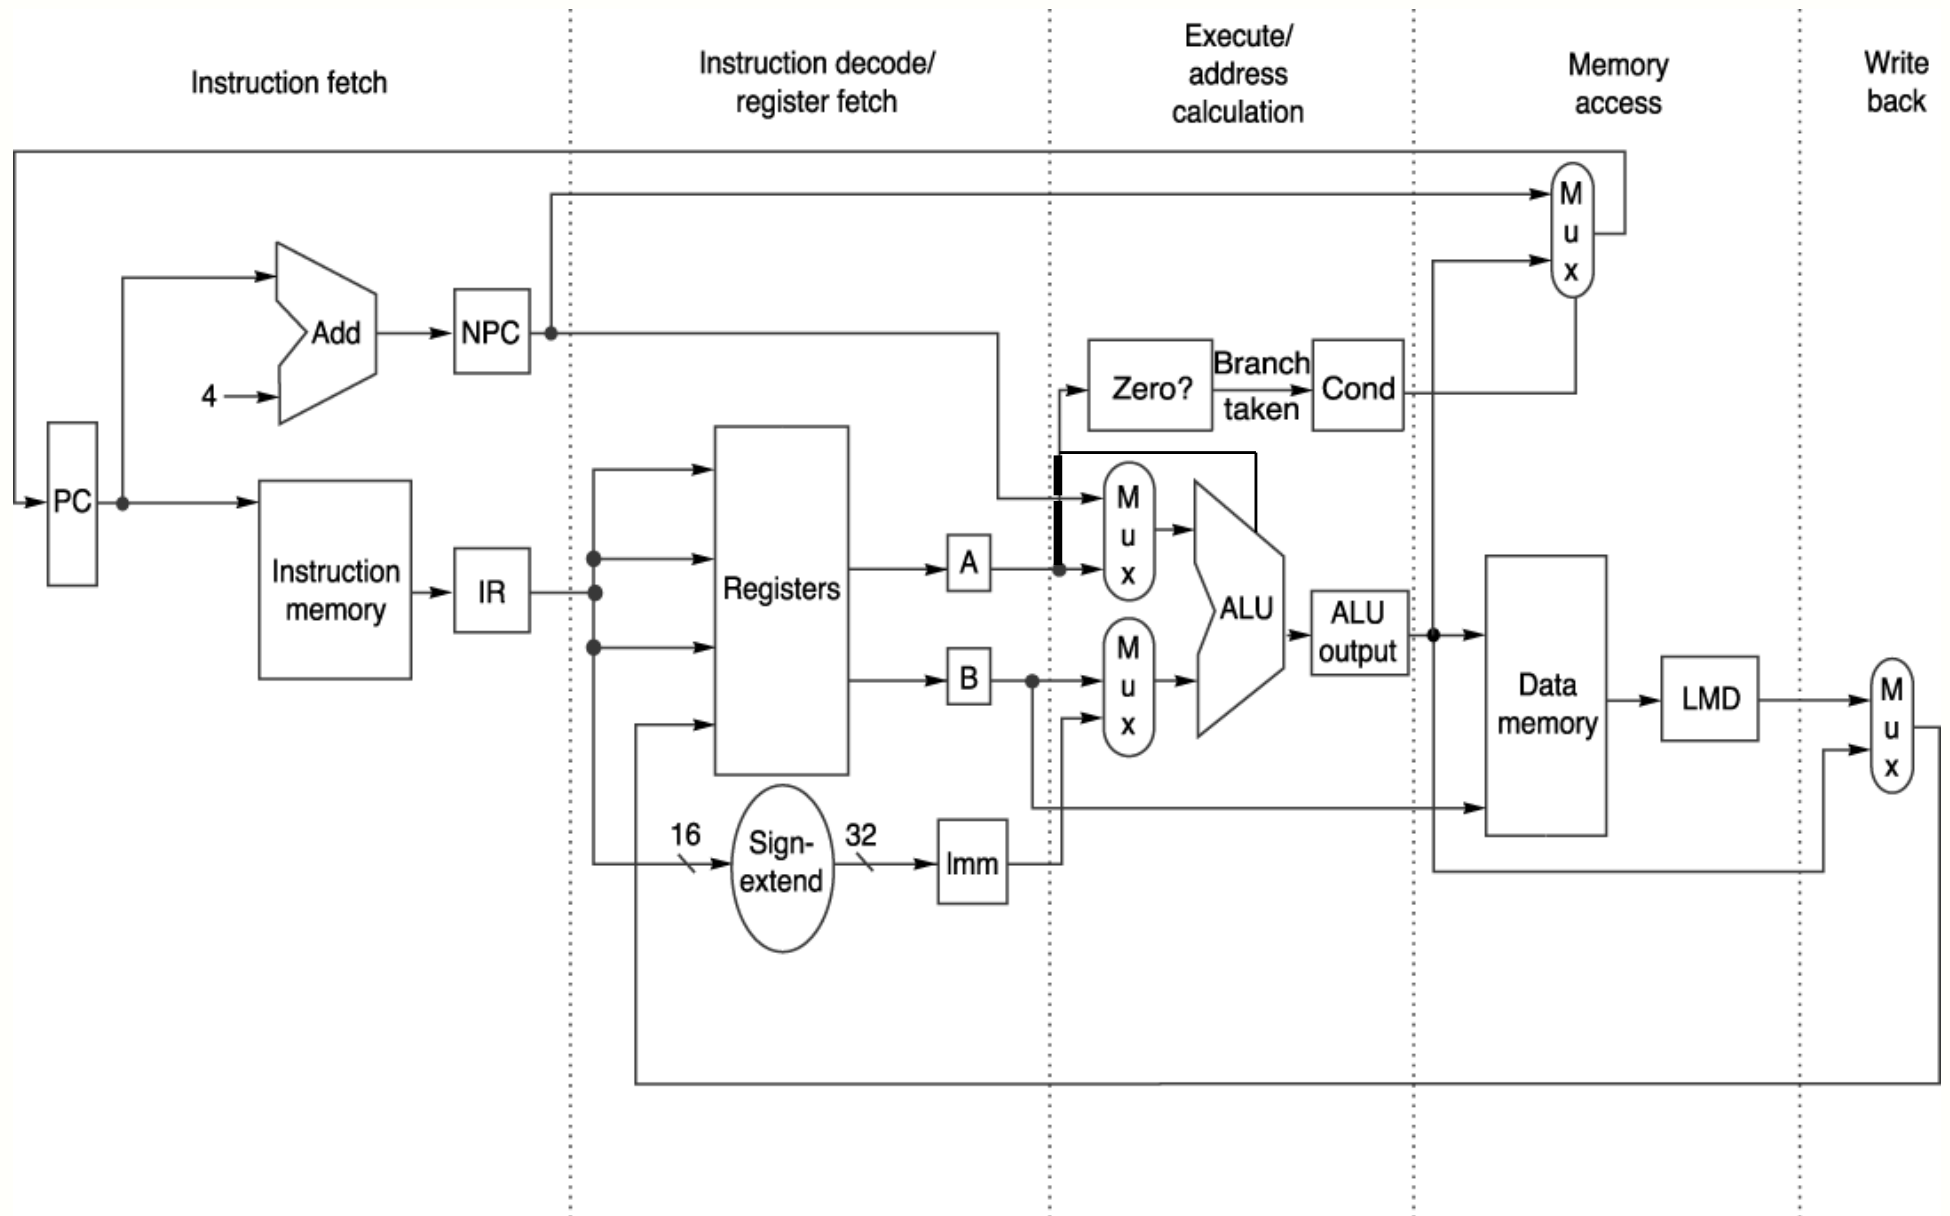 Instruction fetch
Instruction decode/
register fetch
Execute/
address
calculation
Memory
access
Write
back
M
u
x
Add
NPC
4
Zero?
Branch
taken
Cond
PC
Instruction
memory
IR
Registers
A
B
M
u
x
M
u
x
ALU
ALU
output
Data
memory
LMD
M
u
x
16
Sign-
extend
32
Imm